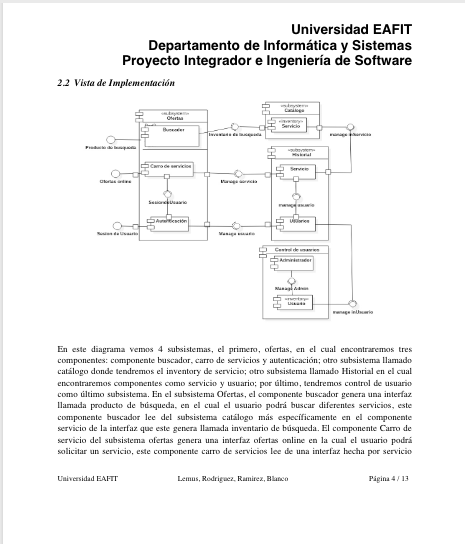 Universidad EAFIT
Departamento de Informática y Sistemas
Proyecto Integrador e Ingeniería de Software
2.2 Vista de Implementación
«subsystem»
Ofertas
Buscador
Producto de busqueda
Inventario de busqueda
«subsystem»
Catálogo
«inventory»
Servicio
manage inServicio
Carro de servicios
Ofertas online
Manage servicio
«subsystem»
Historial
Servicio
SesiondeUsuario
manage usuario
Autenticación
Sesion de Usuario
Manage usuario
Usuarios
Control de usuarios
Administrador
Manage Admin
«inventory»
Usuario
manage inUsuario
En este diagrama vemos 4 subsistemas, el primero, ofertas, en el cual encontraremos tres
componentes: componente buscador, carro de servicios y autenticación; otro subsistema llamado
catálogo donde tendremos el inventory de servicio; otro subsistema llamado Historial en el cual
encontraremos componentes como servicio y usuario; por último, tendremos control de usuario
como último subsistema. En el subsistema Ofertas, el componente buscador genera una interfaz
llamada producto de búsqueda, en el cual el usuario podrá buscar diferentes servicios, este
componente buscador lee del subsistema catálogo más específicamente en el componente
servicio de la interfaz que este genera llamada inventario de búsqueda. El componente Carro de
servicio del subsistema ofertas genera una interfaz ofertas online en la cual el usuario podrá
solicitar un servicio, este componente carro de servicios lee de una interfaz hecha por servicio
Universidad EAFIT
Lemus, Rodriguez, Ramirez, Blanco
Página 4 / 13